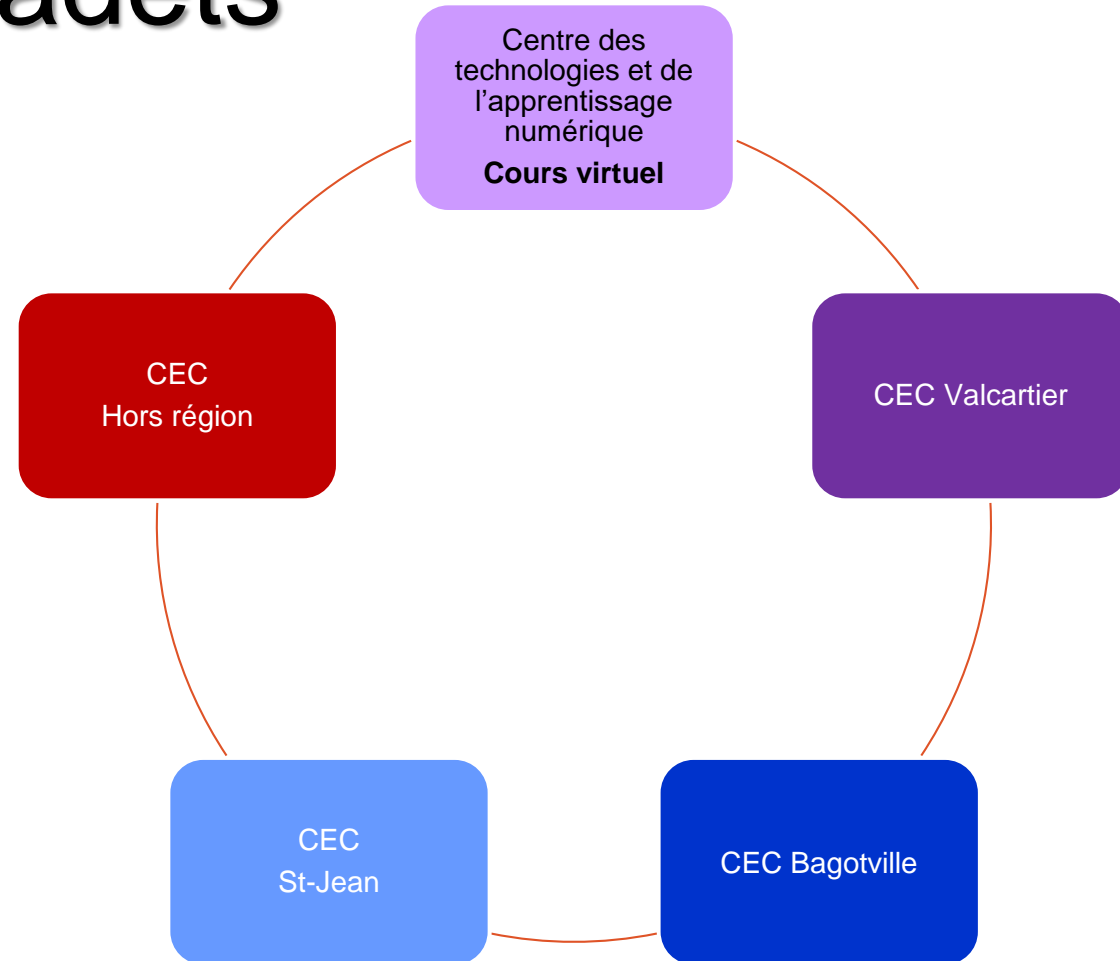 adets
Centre des
technologies et de
l’apprentissage
numérique
Cours virtuel
CEC
Hors région
CEC Valcartier
CEC
St-Jean
CEC Bagotville